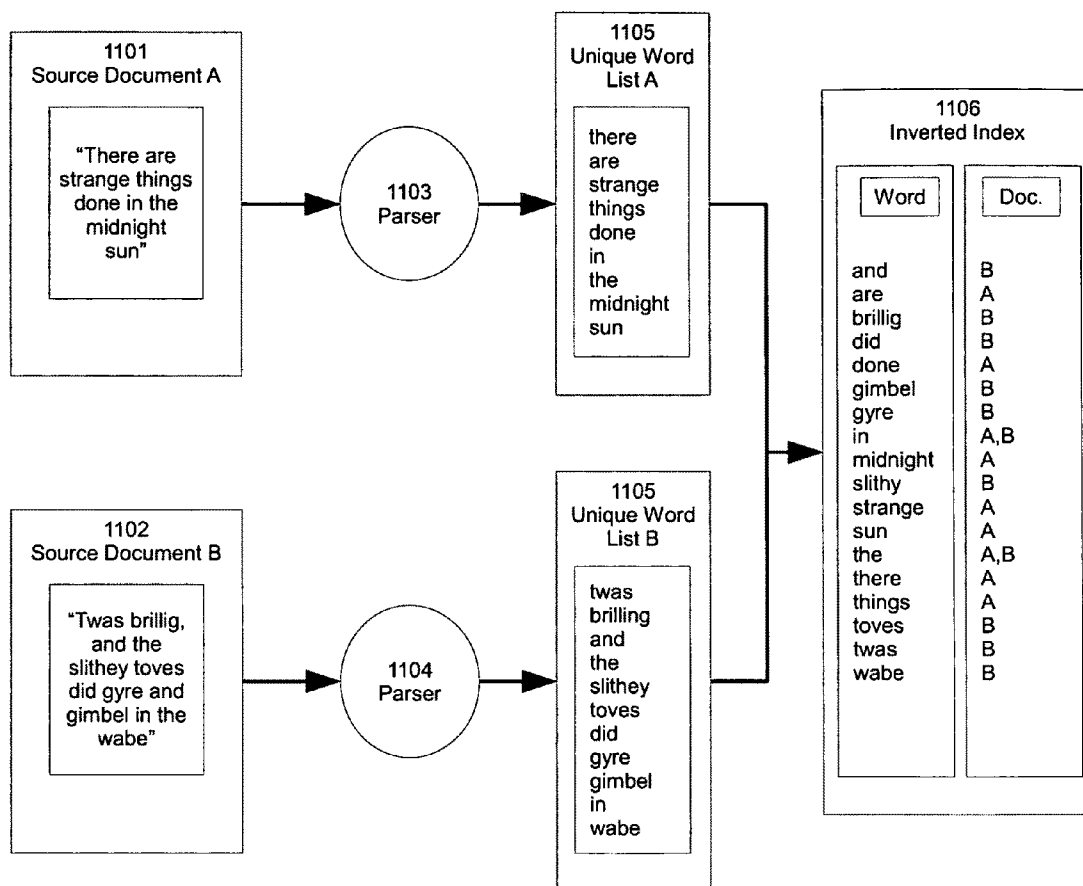 1101
Source Document A
“There are
strange things
done in the
midnight
sun”
1103
Parser
1105
Unique Word
List A
there
are
strange
things
done
in
the
midnight
sun
1102
Source Document B
“Twas brillig,
and the
slithey toves
did gyre and
gimbel in the
wabe”
1104
Parser
1105
Unique Word
List B
twas
brilling
and
the
slithey
toves
did
gyre
gimbel
in
wabe
1106
Inverted Index
Word Doc.
and B
are A
brillig B
did B
done A
gimbel B
gyre B
in A,B
midnight A
slithy B
strange A
sun A
the A,B
there A
things A
toves B
twas B
wabe B